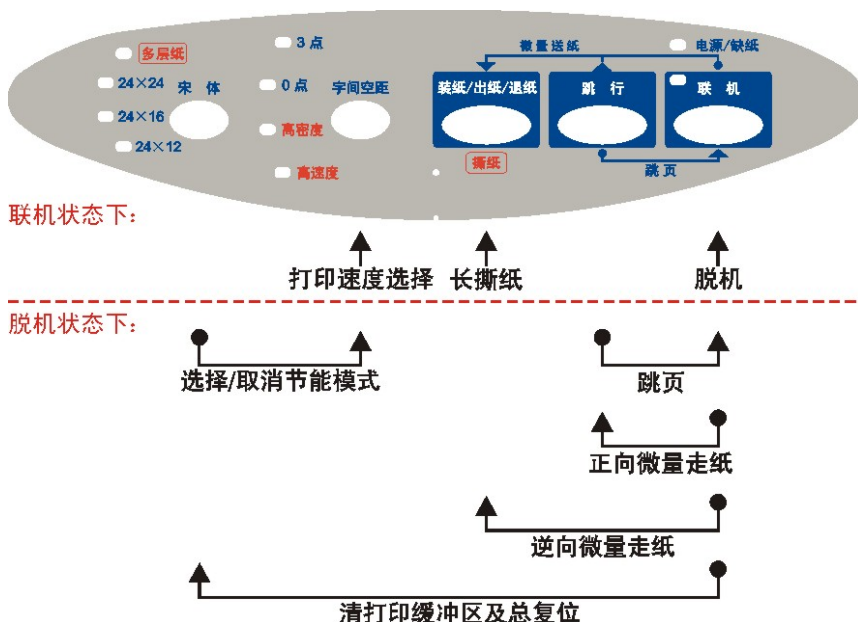 多层纸
3 点
微量送纸
电源/缺纸
24×24
宋 体
0 点
字间空距
装纸/出纸/退纸
跳 行
联 机
24×16
高密度
24×12
撕纸
高速度
跳 页
联机状态下：
打印速度选择
长撕纸
脱机
脱机状态下：
选择/取消节能模式
跳页
正向微量走纸
逆向微量走纸
清打印缓冲区及总复位